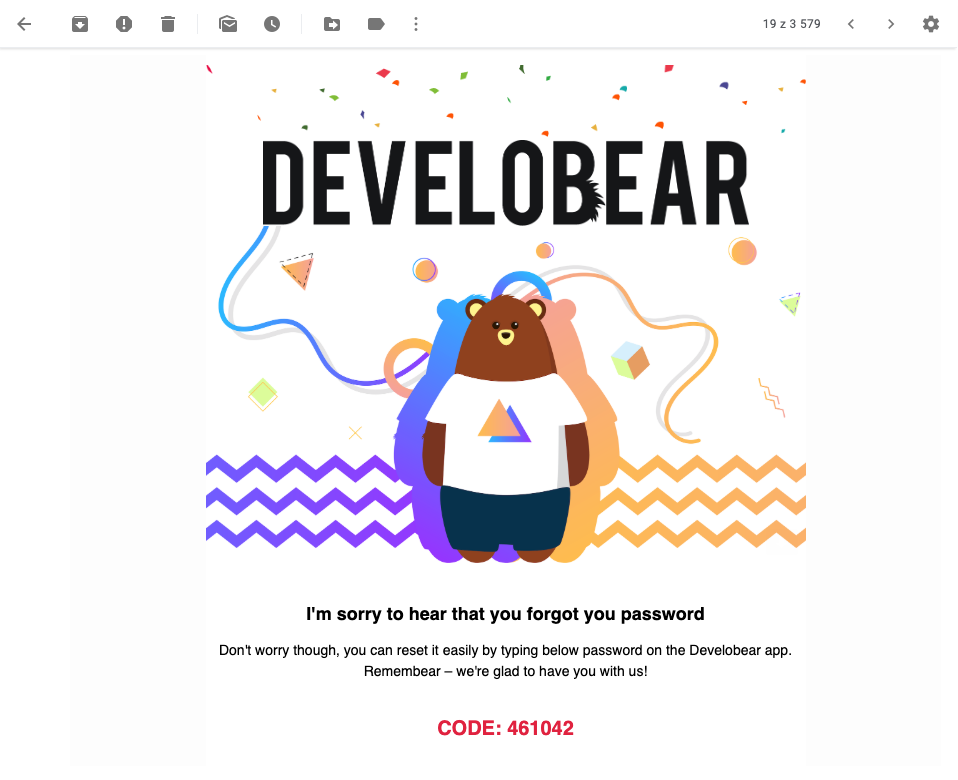 19 z 3 579
DEVELOBEAR
I'm sorry to hear that you forgot you password
Don't worry though, you can reset it easily by typing below password on the Develobear app.
Remembear – we're glad to have you with us!
CODE: 461042